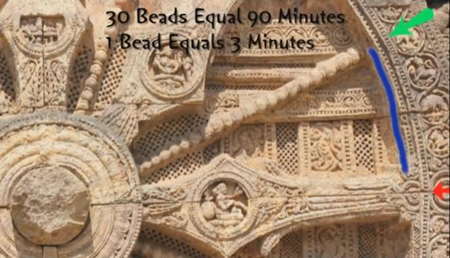 30 Beads Equal 90 Minutes
1 Bead Equals 3 Minutes